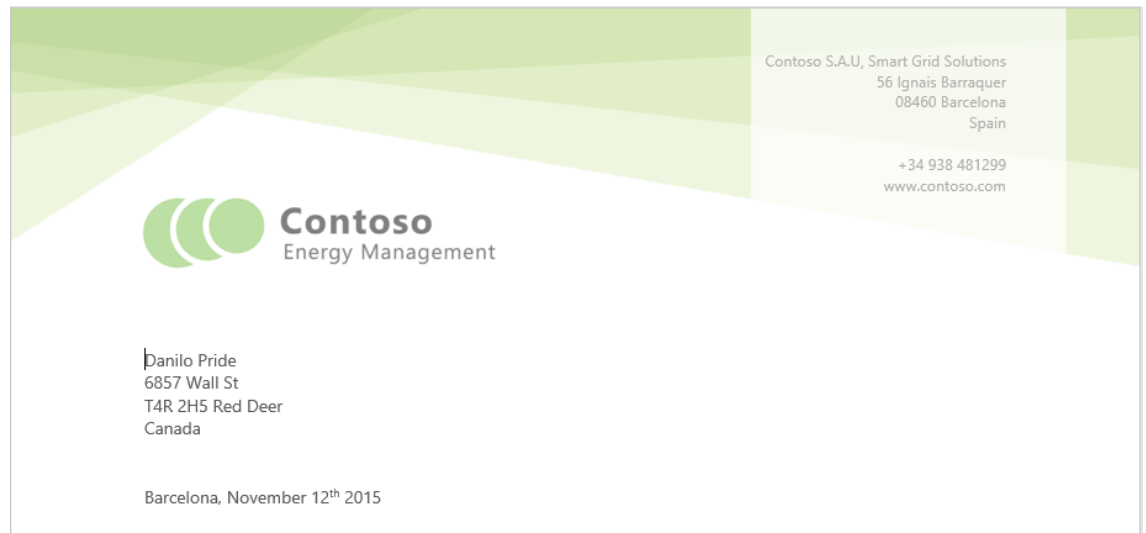 Contoso S.A.U, Smart Grid Solutions
56 Ignais Barraquer
08460 Barcelona
Spain
+34 938 481299
www.contoso.com
Contoso
Energy Management
Danilo Pride
6857 Wall St
T4R 2H5 Red Deer
Canada
Barcelona, November 12th 2015